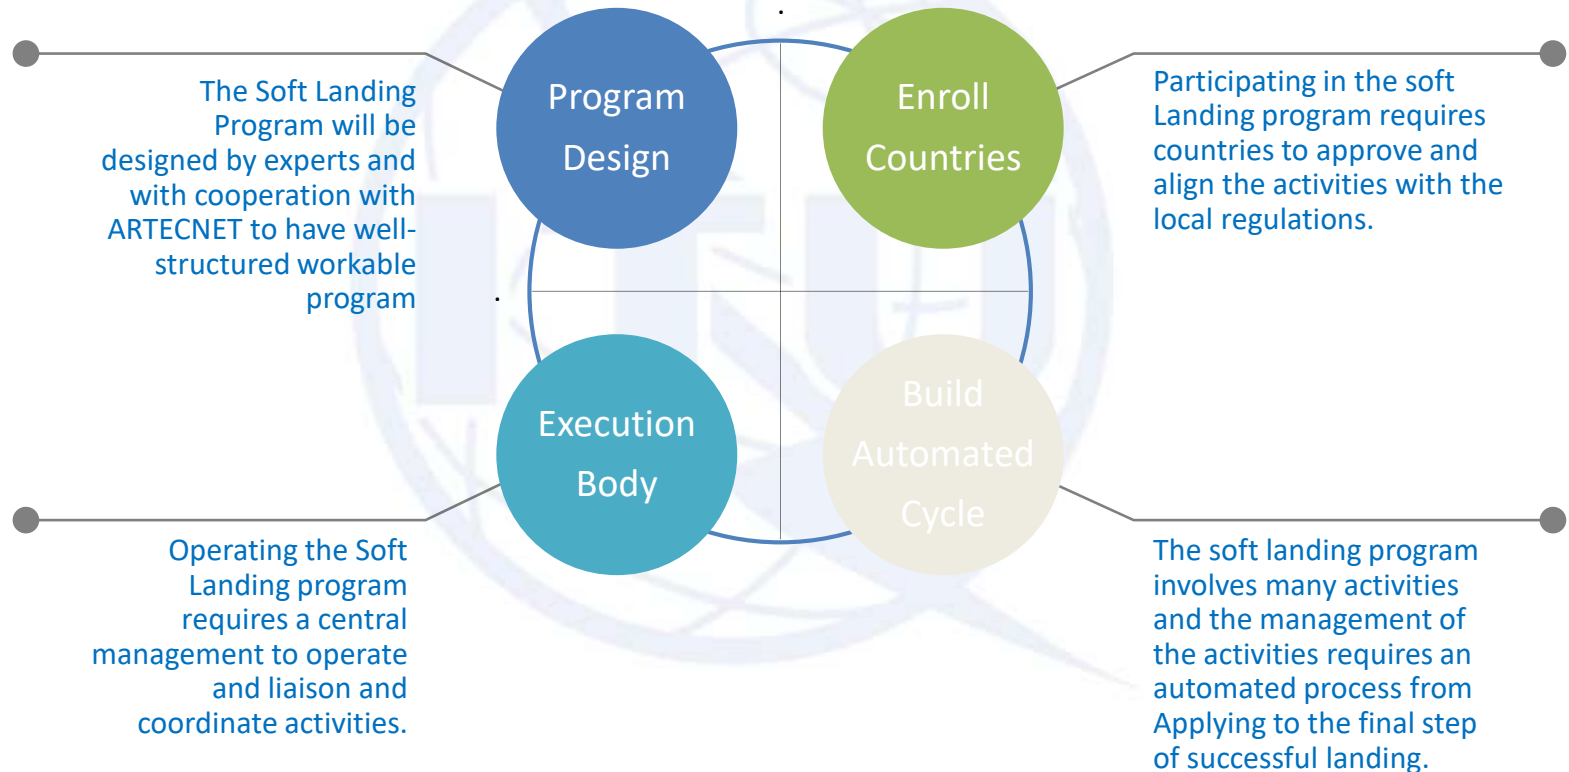 Program
Design
The Soft Landing
Program will be
designed by experts and
with cooperation with
ARTECNET to have well-
structured workable
program
Enroll
Countries
Participating in the soft
Landing program requires
countries to approve and
align the activities with the
local regulations.
Execution
Body
Operating the Soft
Landing program
requires a central
management to operate
and liaison and
coordinate activities.
Build
Automated
Cycle
The soft landing program
involves many activities
and the management of
the activities requires an
automated process from
Applying to the final step
of successful landing.
ITU